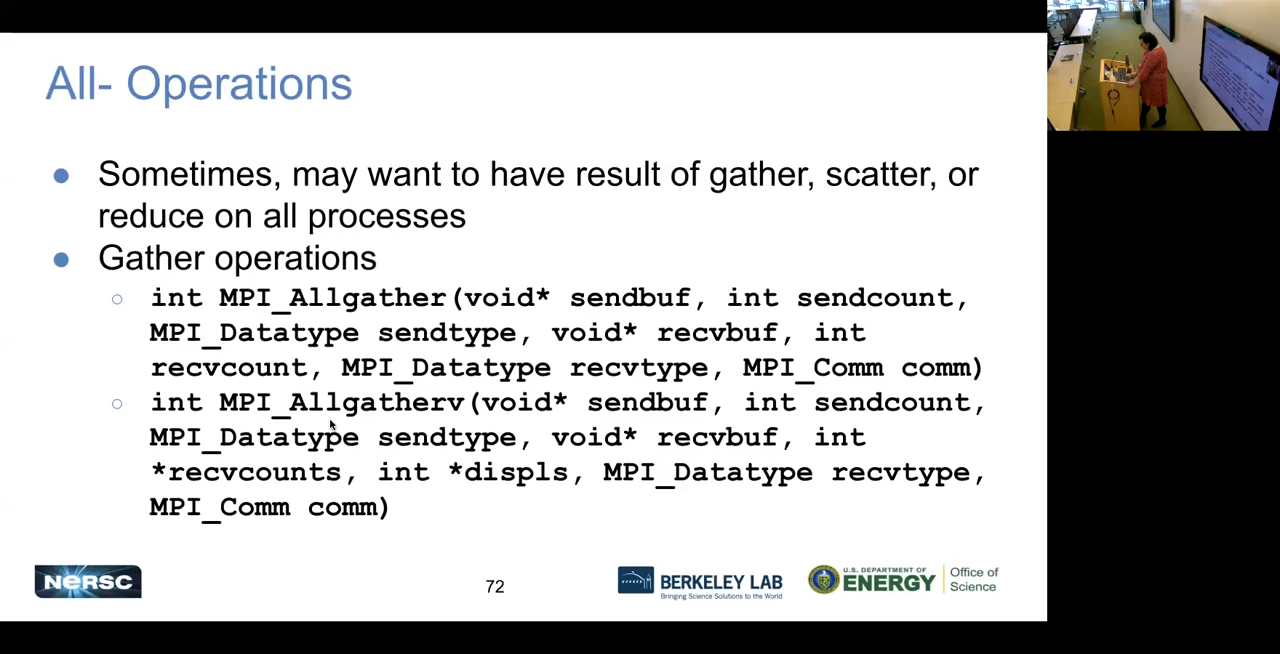 All- Operations
● Sometimes, may want to have result of gather, scatter, or
reduce on all processes
● Gather operations
○ int MPI_Allgather(void* sendbuf, int sendcount,
MPI_Datatype sendtype, void* recvbuf, int
recvcount, MPI_Datatype recvtype, MPI_Comm comm)
○ int MPI_Allgatherv(void* sendbuf, int sendcount,
MPI_Datatype sendtype, void* recvbuf, int
*recvcounts, int *displs, MPI_Datatype recvtype,
MPI_Comm comm)
NERSC
72
BERKELEY LAB
Bringing Science Solutions to the World
U.S. DEPARTMENT OF
ENERGY
Office of
Science